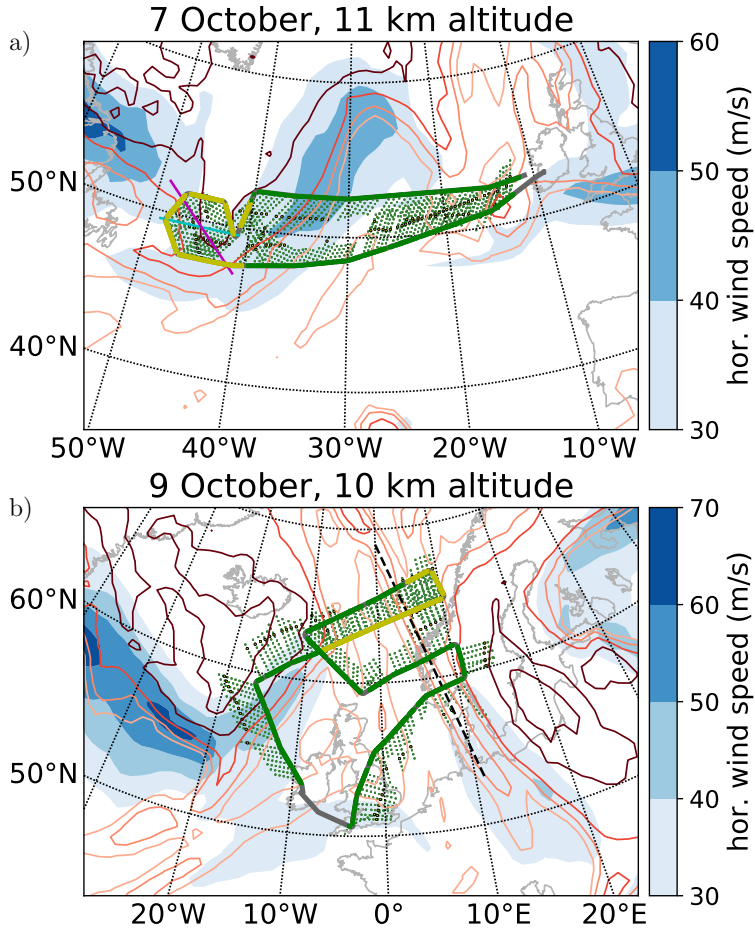 7 October, 11 km altitude
a)
60
50
40
30
hor. wind speed (m/s)
50°N
40°N
50°W 40°W 30°W 20°W 10°W
9 October, 10 km altitude
b)
70
60
50
40
30
hor. wind speed (m/s)
60°N
50°N
20°W 10°W 0° 10°E 20°E